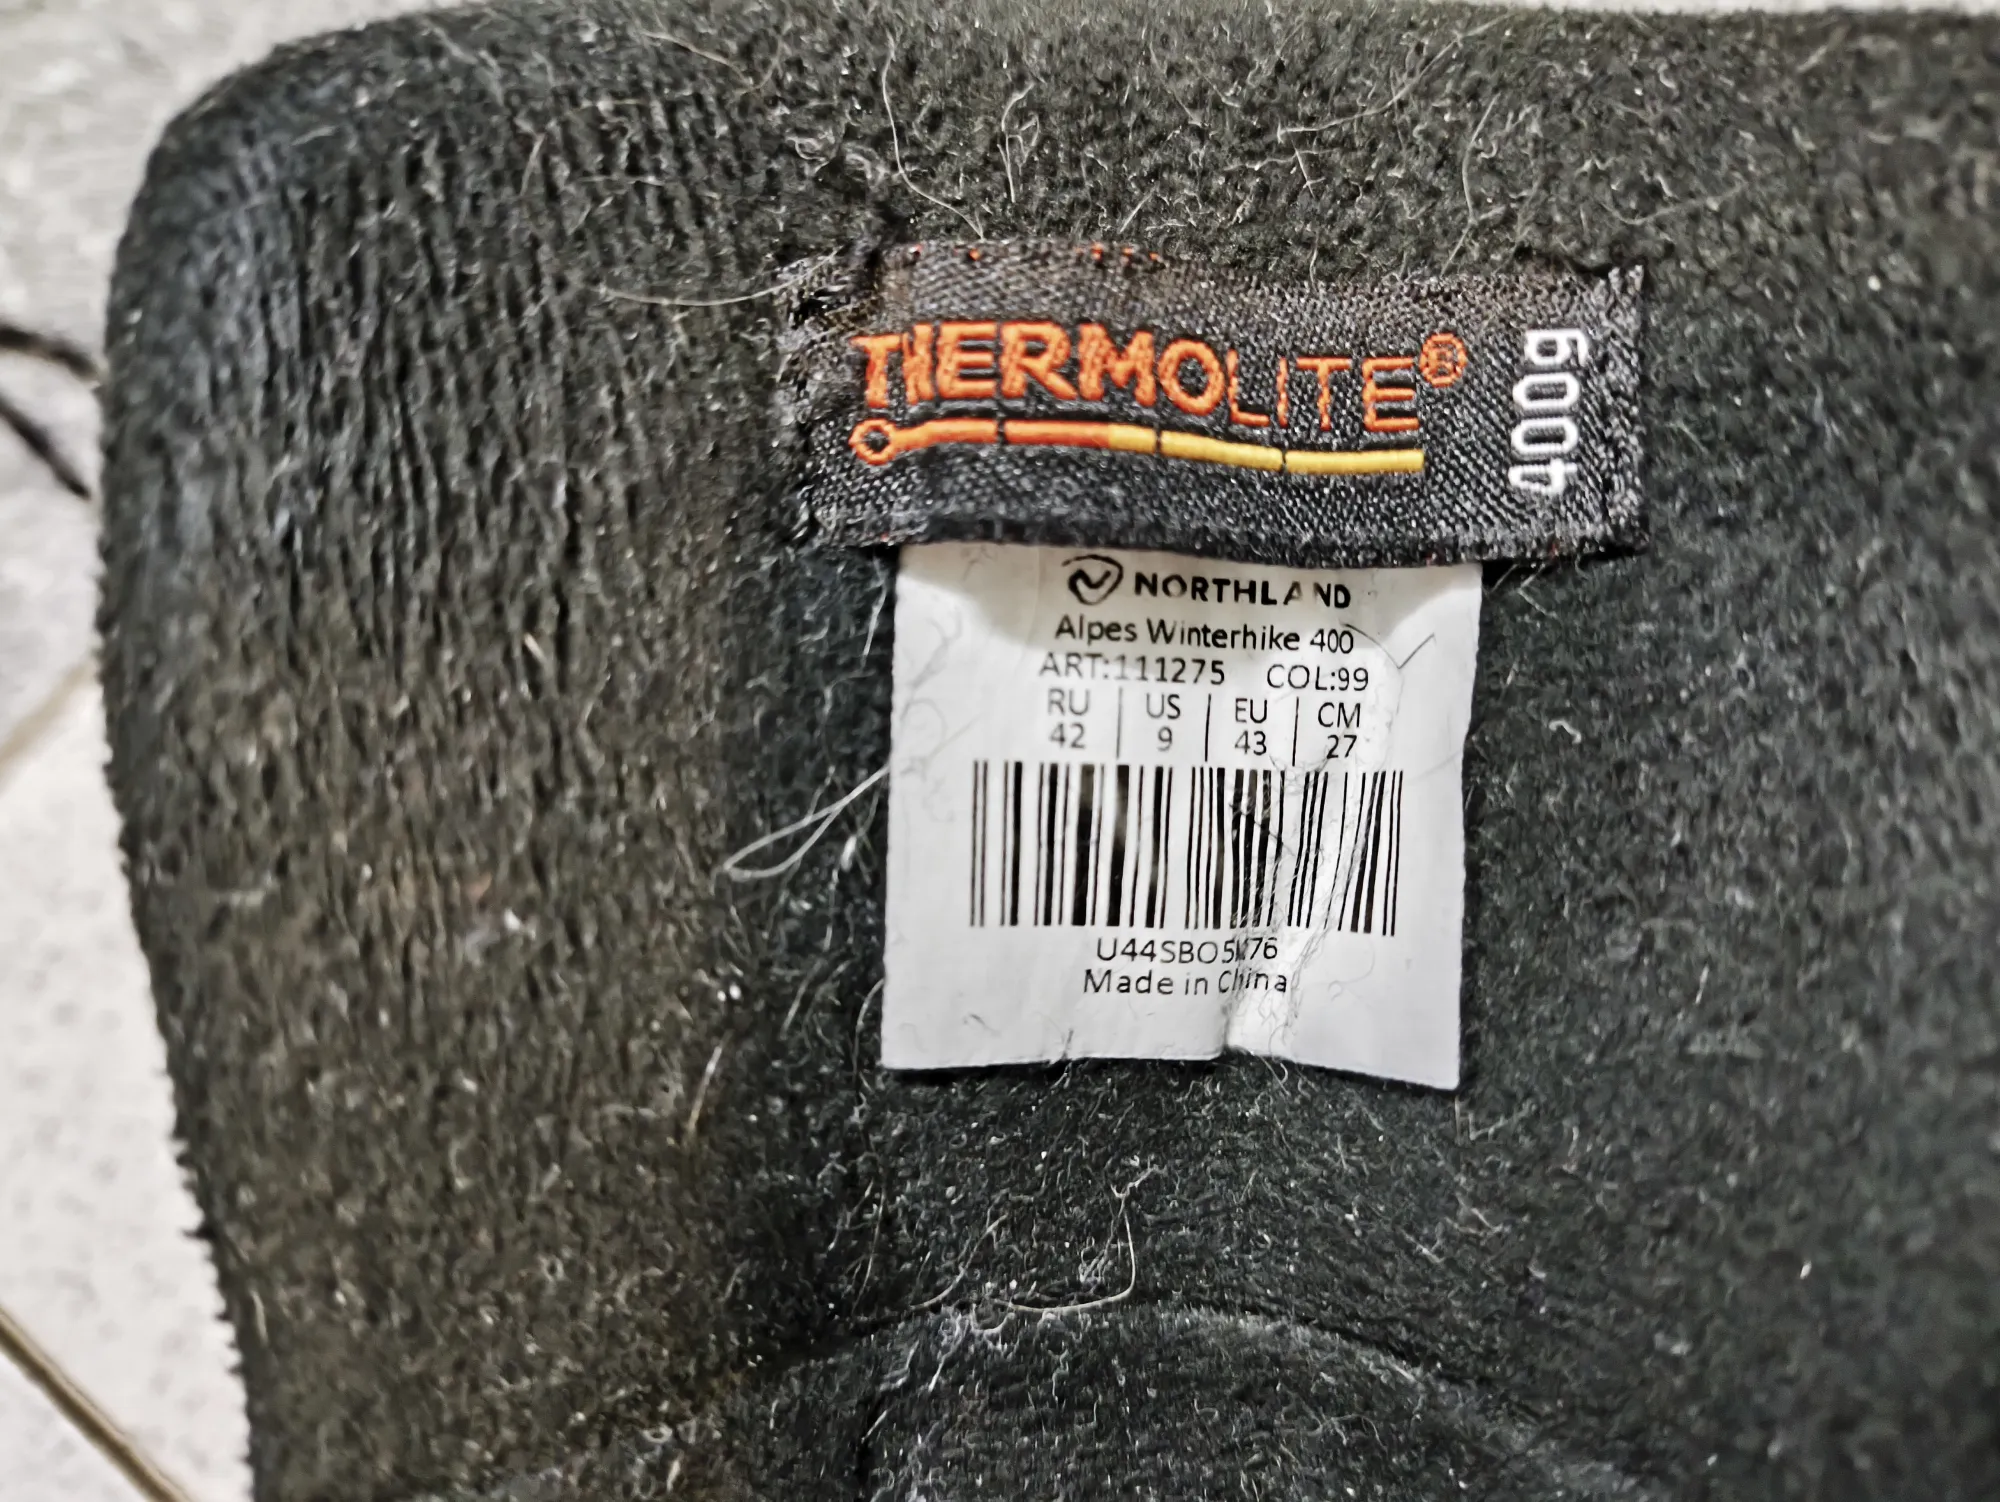 THERMOLITE®
400g
NORTHLAND
Alpes Winterhike 400
ART:111275 COL:99
RU | US | EU | CM
42 | 9 | 43 | 27
Made in China